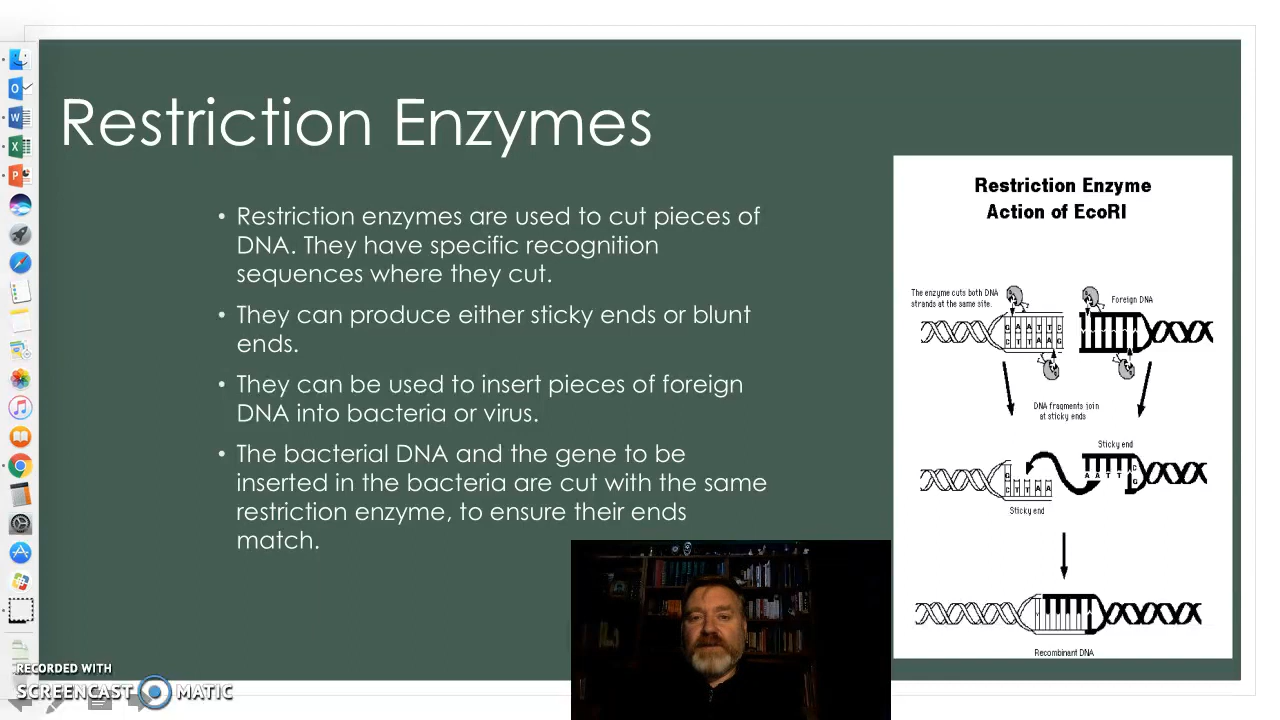 Restriction Enzymes
• Restriction enzymes are used to cut pieces of
DNA. They have specific recognition
sequences where they cut.
• They can produce either sticky ends or blunt
ends.
• They can be used to insert pieces of foreign
DNA into bacteria or virus.
• The bacterial DNA and the gene to be
inserted in the bacteria are cut with the same
restriction enzyme, to ensure their ends
match.
Restriction Enzyme
Action of EcoRI
The enzyme cuts both DNA
strands at the same site.
Foreign DNA
G A A T T C
C T T A A G
DNA fragments join
at sticky ends
Sticky end
G
C T T A A
A A T T C
G
Sticky end
Recombinant DNA
RECORDED WITH
SCREENCAST MATIC